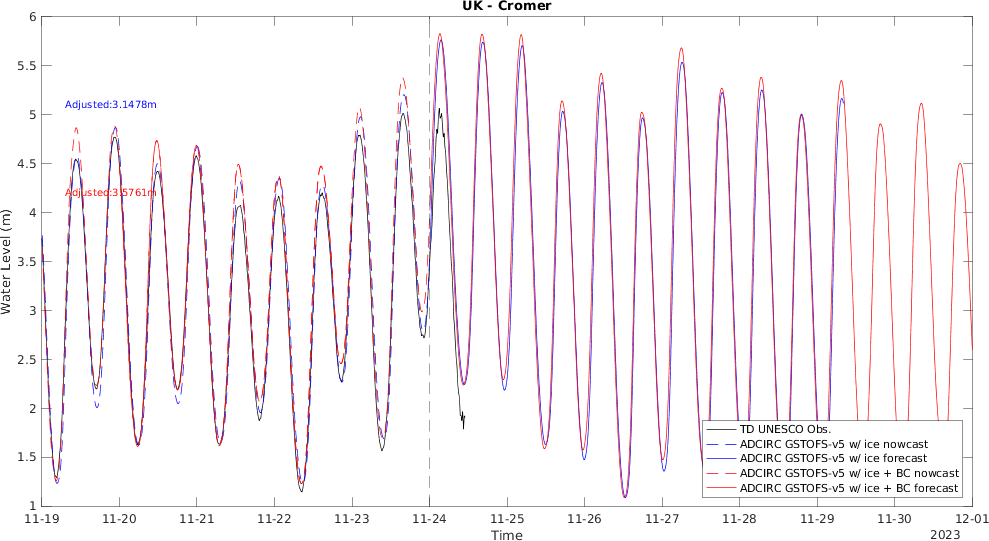 UK - Cromer
6
5.5
5
4.5
4
3.5
3
2.5
2
1.5
1
Water Level (m)
Adjusted:3.1478m
Adjusted:3.5761m
TD UNESCO Obs.
ADCIRC GSTOFS-v5 w/ ice nowcast
ADCIRC GSTOFS-v5 w/ ice forecast
ADCIRC GSTOFS-v5 w/ ice + BC nowcast
ADCIRC GSTOFS-v5 w/ ice + BC forecast
11-19 11-20 11-21 11-22 11-23 11-24 11-25 11-26 11-27 11-28 11-29 11-30 12-01
Time
2023